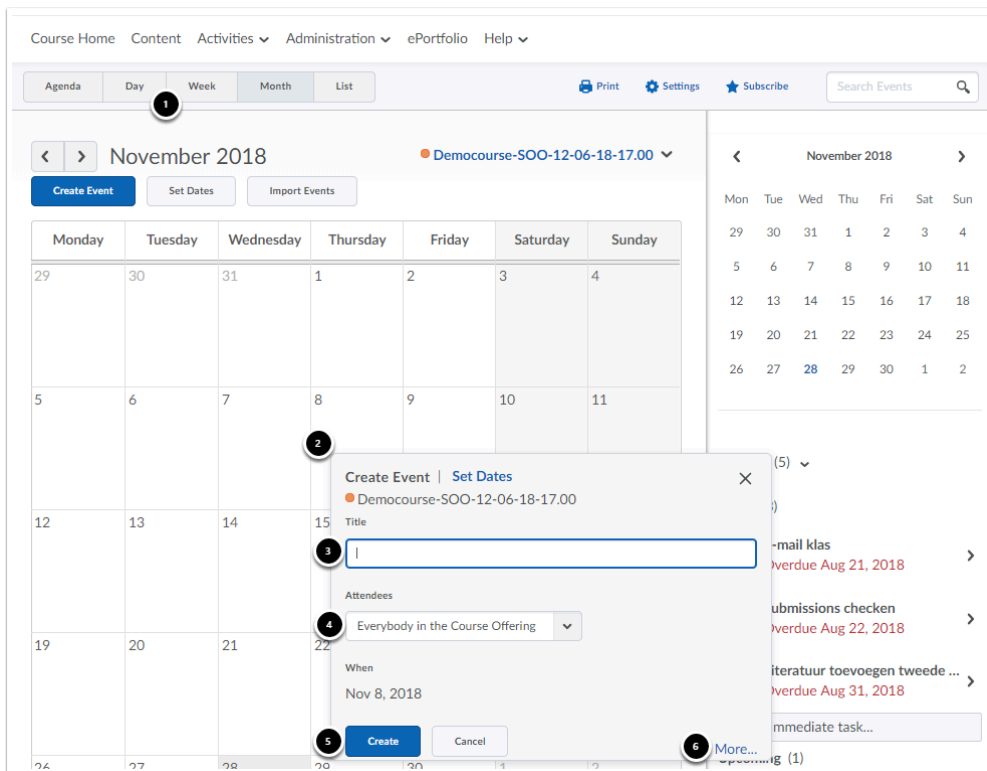 Course Home Content Activities Administration ePortfolio Help
Agenda Day Week Month List Print Settings Subscribe Search Events
1
November 2018 Democourse-SOO-12-06-18-17.00
Create Event Set Dates Import Events
Monday Tuesday Wednesday Thursday Friday Saturday Sunday
29 30 31 1 2 3 4
5 6 7 8 9 10 11
12 13 14 15
19 20 21 22
26 27 28 29 30 1 2
November 2018
Mon Tue Wed Thu Fri Sat Sun
29 30 31 1 2 3 4
5 6 7 8 9 10 11
12 13 14 15 16 17 18
19 20 21 22 23 24 25
26 27 28 29 30 1 2
2
Create Event | Set Dates
Democourse-SOO-12-06-18-17.00
Title
3
Attendees
4 Everybody in the Course Offering
When
Nov 8, 2018
5 Create Cancel 6 More...
(5)
-mail klas
Overdue Aug 21, 2018
ubmissions checken
Overdue Aug 22, 2018
iteratuur toevoegen tweede ...
Overdue Aug 31, 2018
mmediate task...
Upcoming (1)